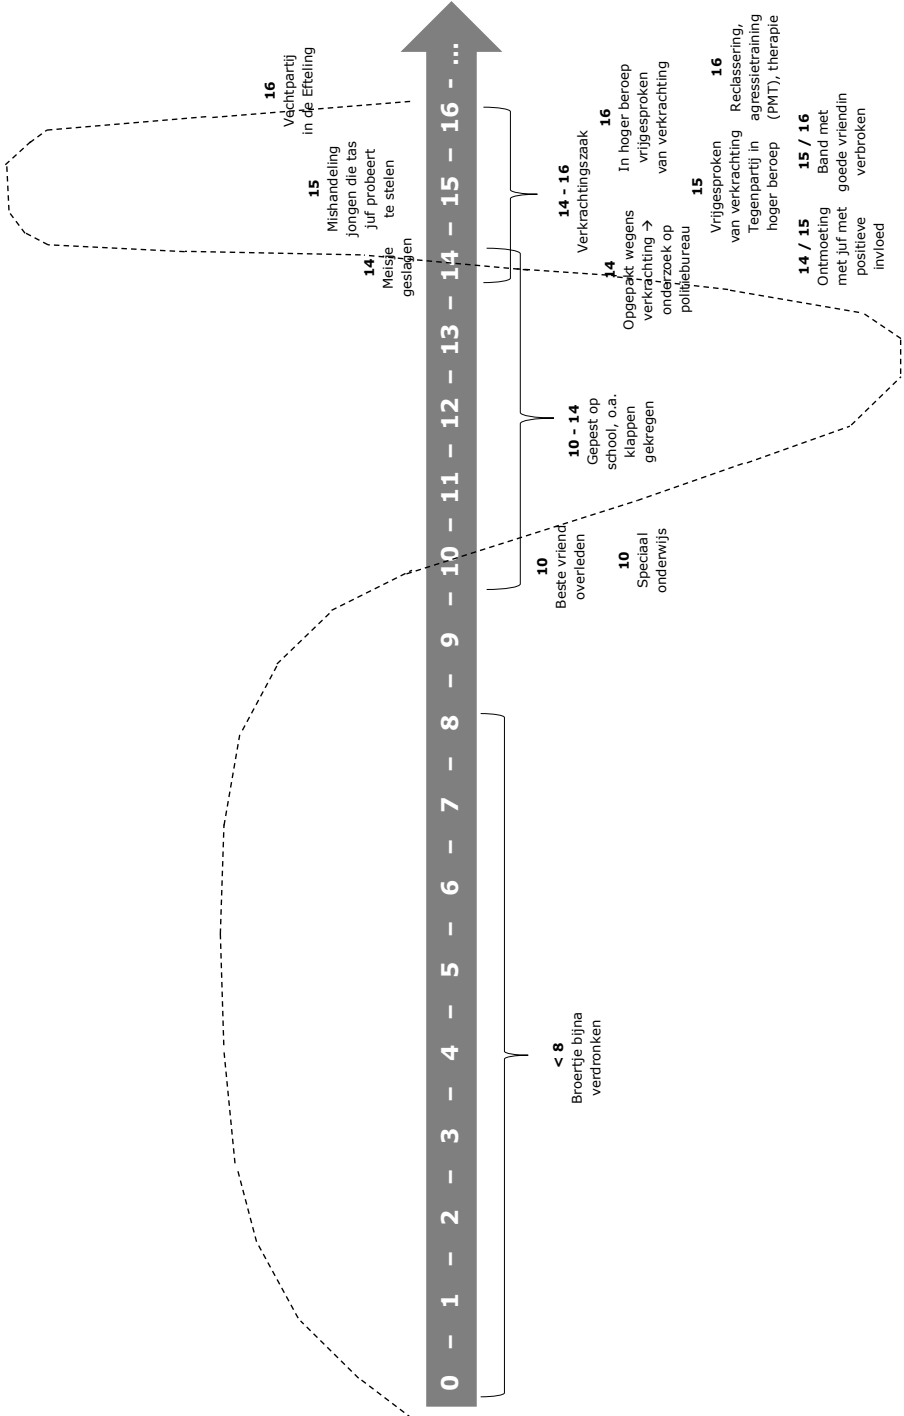 16
Vechtpartij
in de Efteling
15
Mishandeling
jongen die tas
juf probeert
te stelen
14
Meisje
geslagen
0 – 1 – 2 – 3 – 4 – 5 – 6 – 7 – 8 – 9 – 10 – 11 – 12 – 13 – 14 – 15 – 16 - …
< 8
Broertje bijna
verdronken
10
Beste vriend
overleden
10
Speciaal
onderwijs
10 - 14
Gepest op
school, o.a.
klappen
gekregen
14 - 16
Verkrachtingszaak
14
Opgepakt wegens
verkrachting →
onderzoek op
politiebureau
16
In hoger beroep
vrijgesproken
van verkrachting
15
Vrijgesproken
van verkrachting
Tegenpartij in
hoger beroep
16
Reclassering,
agressietraining
(PMT), therapie
14 / 15
Ontmoeting
met juf met
positieve
invloed
15 / 16
Band met
goede vriendin
verbroken